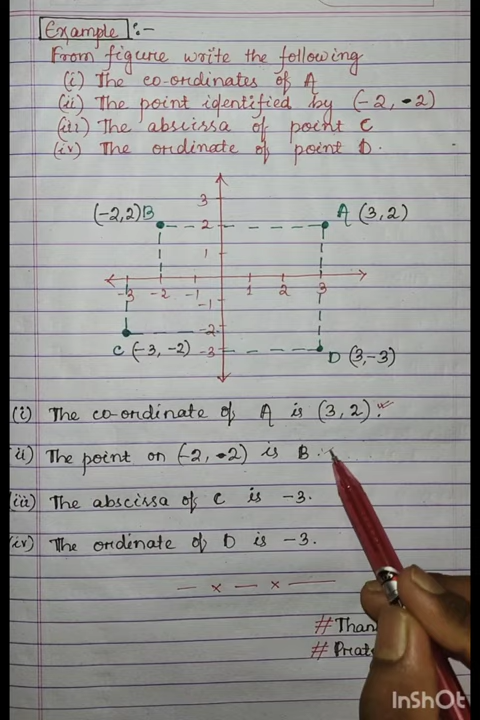 Example :-
From figure write the following
(i) The co-ordinates of A
(ii) The point identified by (-2, -2)
(iii) The abscissa of point C
(iv) The ordinate of point D.
3
(-2,2) B
2
A (3, 2)
1
-3 -2 -1 1 2 3
-1
-2
C (-3, -2)
-3
D (3,-3)
(i) The co-ordinate of A is (3, 2).
(ii) The point on (-2, -2) is B.
(iii) The abscissa of C is -3.
(iv) The ordinate of D is -3.
— x — x —
# Than
# Prate
InShOt